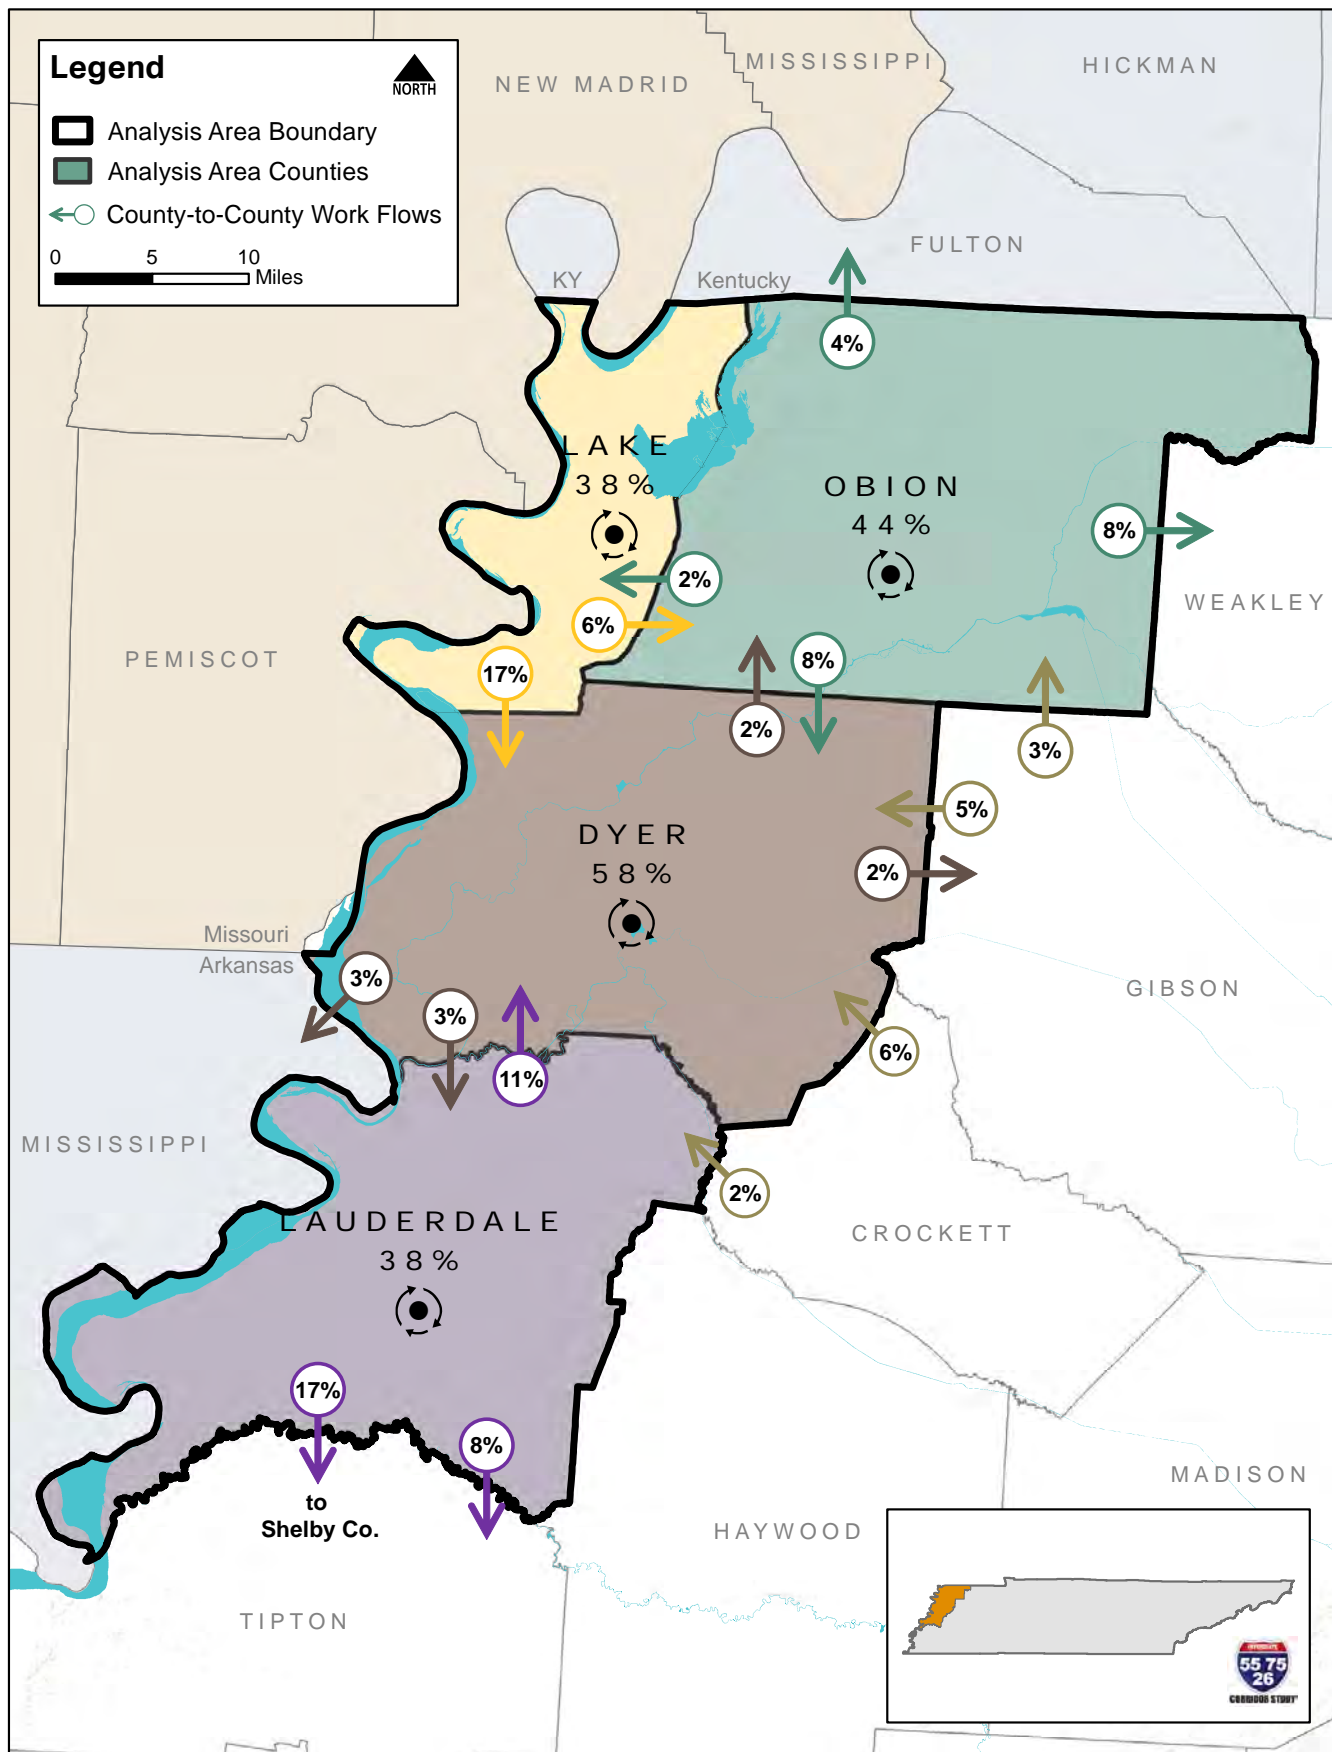 Legend
NORTH
Analysis Area Boundary
Analysis Area Counties
County-to-County Work Flows
0 5 10
Miles
NEW MADRID
MISSISSIPPI
HICKMAN
FULTON
KY
Kentucky
4%
LAKE
38%
OBION
44%
8%
2%
6%
WEAKLEY
PEMISCOT
17%
8%
2%
3%
5%
DYER
58%
2%
Missouri
Arkansas
3%
3%
GIBSON
6%
11%
MISSISSIPPI
2%
LAUDERDALE
38%
CROCKETT
17%
8%
to
Shelby Co.
MADISON
HAYWOOD
TIPTON
INTERSTATE
55 75
26
CORRIDOR STUDY